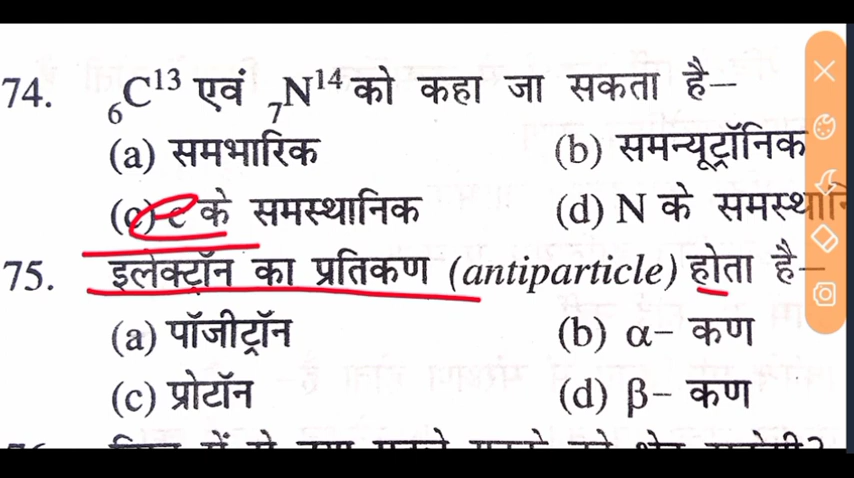 74. ₆C¹³ एवं ₇N¹⁴ को कहा जा सकता है–
(a) समभारिक (b) समन्यूट्रॉनिक
(c) c के समस्थानिक (d) N के समस्थानि
75. इलेक्ट्रॉन का प्रतिकण (antiparticle) होता है–
(a) पॉजीट्रॉन (b) α– कण
(c) प्रोटॉन (d) β– कण